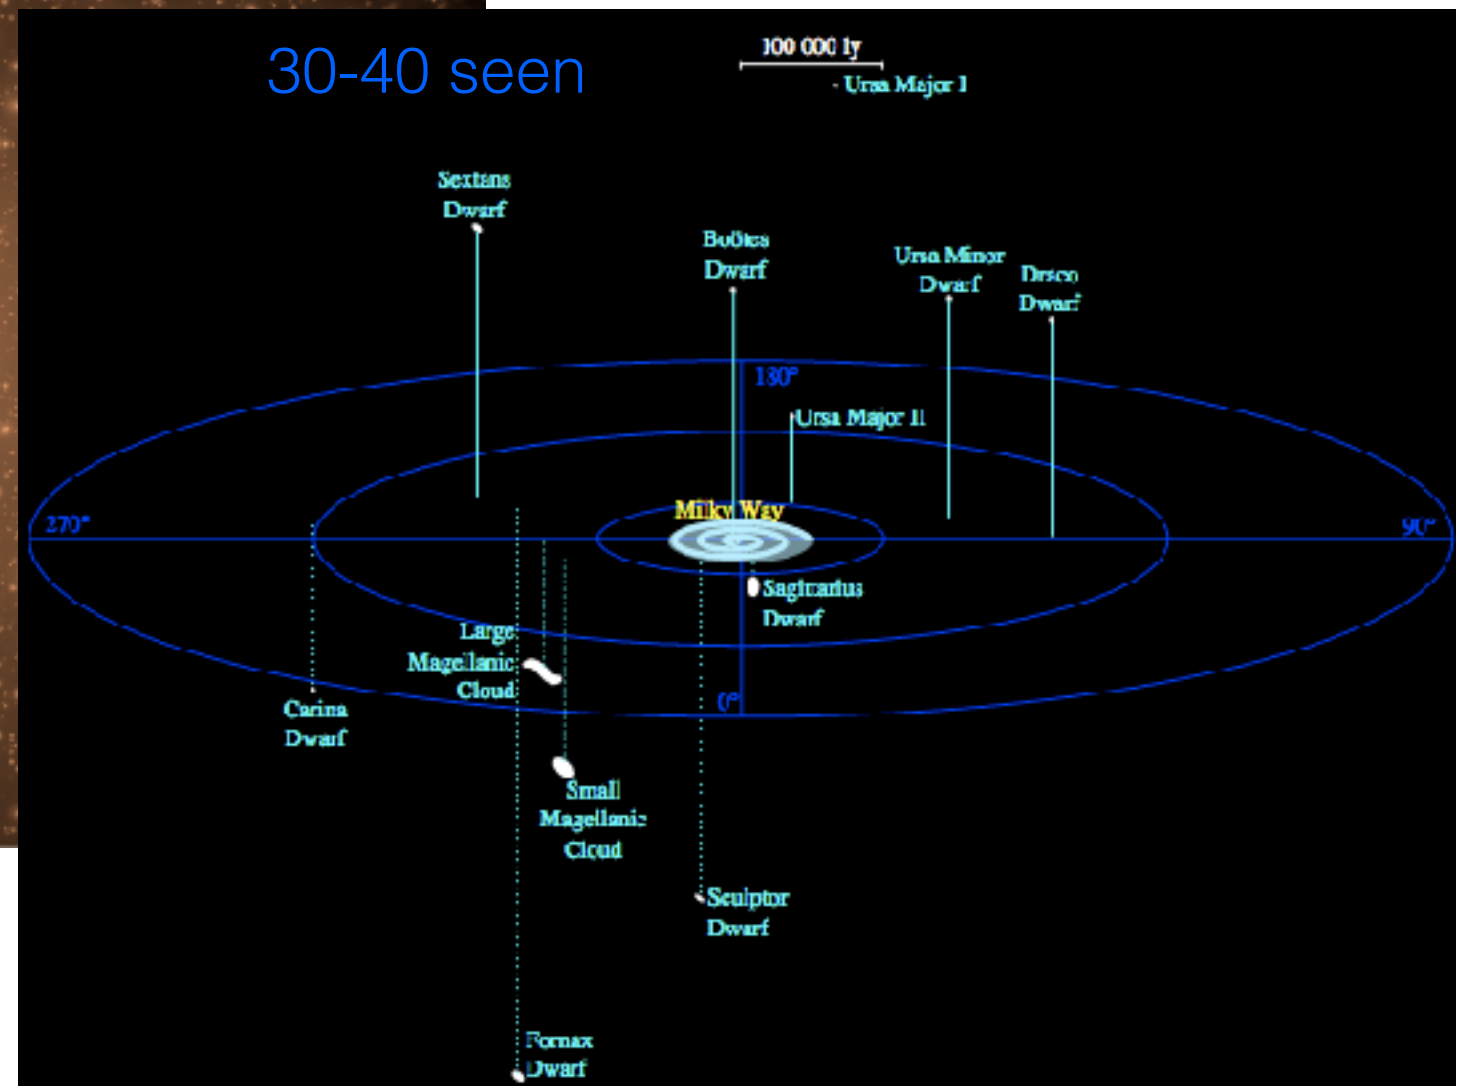 30-40 seen
100 000 ly
Ursa Major I
Sextans
Dwarf
Boötes
Dwarf
Ursa Minor
Dwarf
Draco
Dwarf
180°
Ursa Major II
Milky Way
270°
90°
Sagittarius
Dwarf
Large
Magellanic
Cloud
0°
Carina
Dwarf
Small
Magellanic
Cloud
Sculptor
Dwarf
Fornax
Dwarf